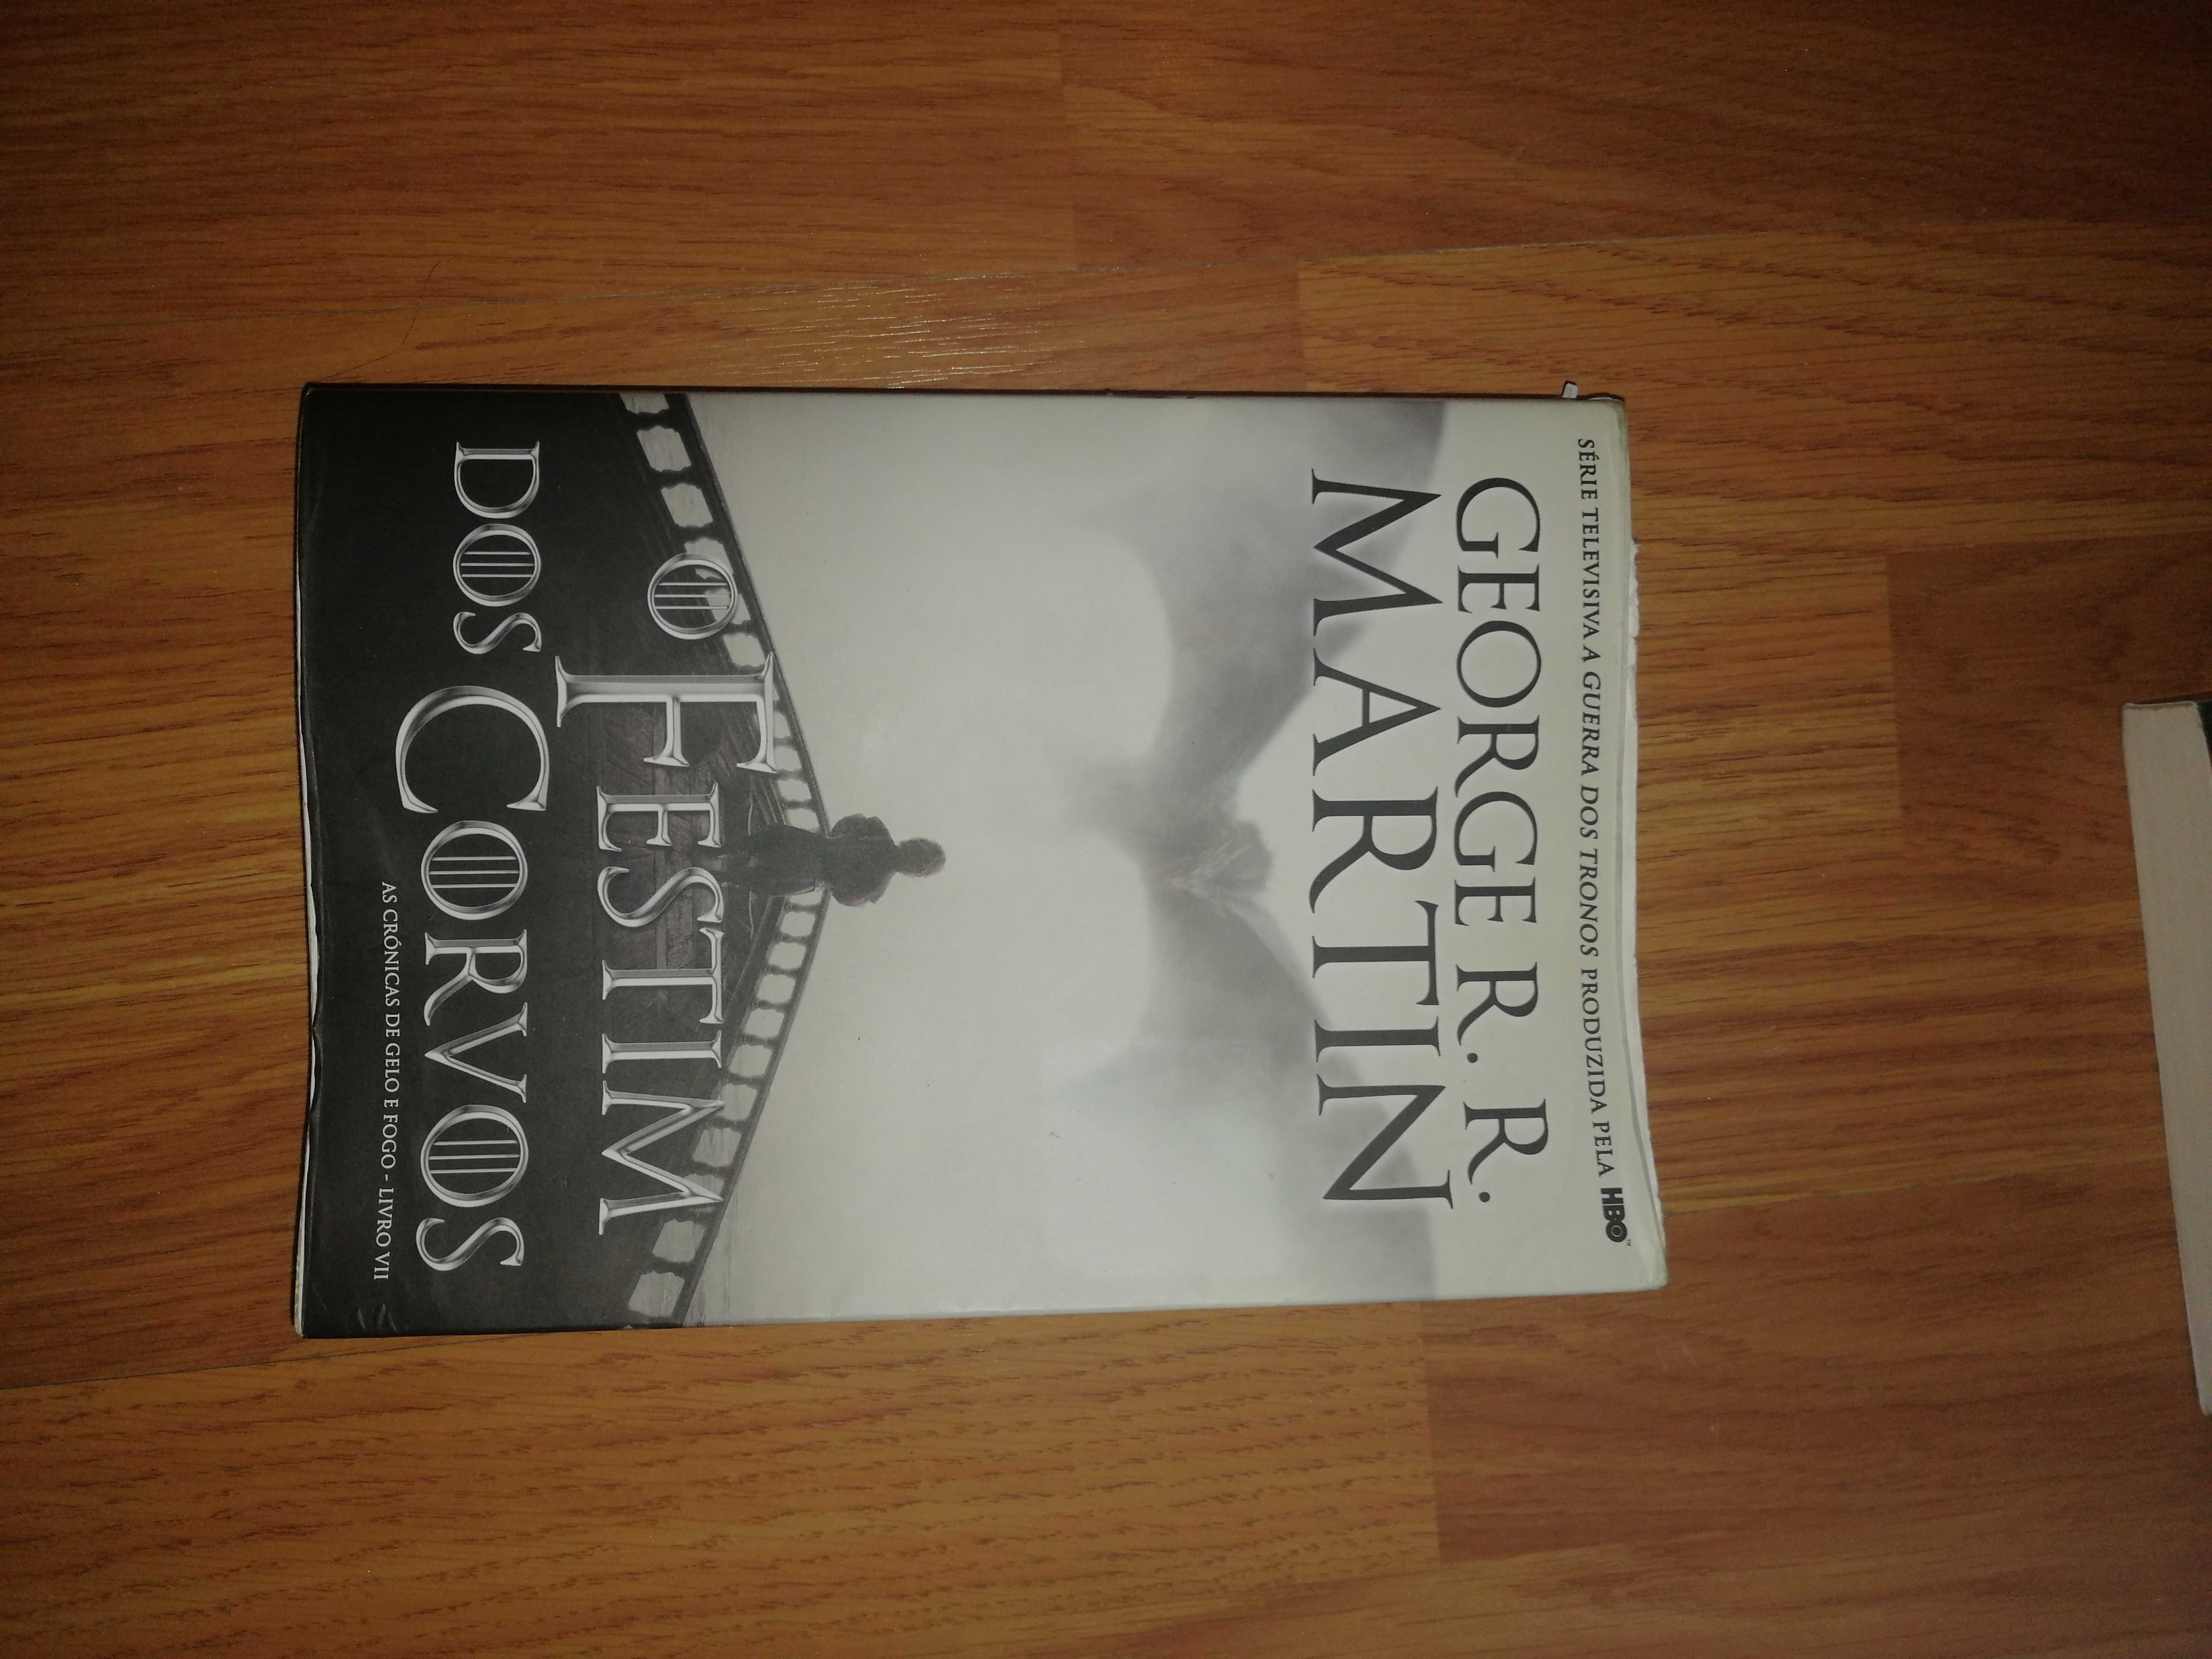 SÉRIE TELEVISIVA A GUERRA DOS TRONOS PRODUZIDA PELA HBO™
GEORGE R. R.
MARTIN
O FESTIM
DOS CORVOS
AS CRÓNICAS DE GELO E FOGO - LIVRO VII